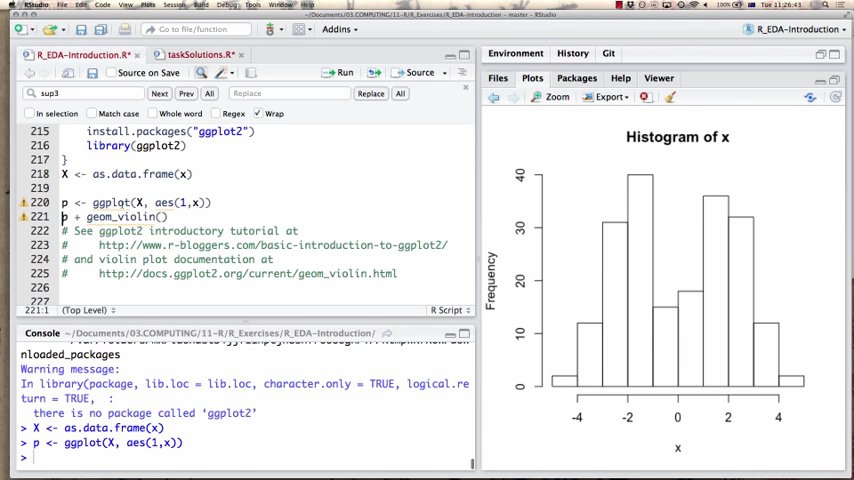 RStudio File Edit Code View Plots Session Build Debug Tools Window Help 100% 11:26:43
~/Documents/03.COMPUTING/11-R/R_Exercises/R_EDA-Introduction - master - RStudio
Go to file/function Addins R_EDA-Introduction
R_EDA-Introduction.R* taskSolutions.R*
Source on Save Run Source
sup3 Next Prev All Replace Replace All
In selection Match case Whole word Regex Wrap
215 install.packages("ggplot2")
216 library(ggplot2)
217 }
218 X <- as.data.frame(x)
219
220 p <- ggplot(X, aes(1,x))
221 p + geom_violin()
222 # See ggplot2 introductory tutorial at
223 # http://www.r-bloggers.com/basic-introduction-to-ggplot2/
224 # and violin plot documentation at
225 # http://docs.ggplot2.org/current/geom_violin.html
226
227
221:1 (Top Level) R Script
Console ~/Documents/03.COMPUTING/11-R/R_Exercises/R_EDA-Introduction/
nloaded_packages
Warning message:
In library(package, lib.loc = lib.loc, character.only = TRUE, logical.re
turn = TRUE, :
there is no package called ‘ggplot2’
> X <- as.data.frame(x)
> p <- ggplot(X, aes(1,x))
>
Environment History Git
Files Plots Packages Help Viewer
Zoom Export
Histogram of x
Frequency
40
30
20
10
0
-4 -2 0 2 4
x